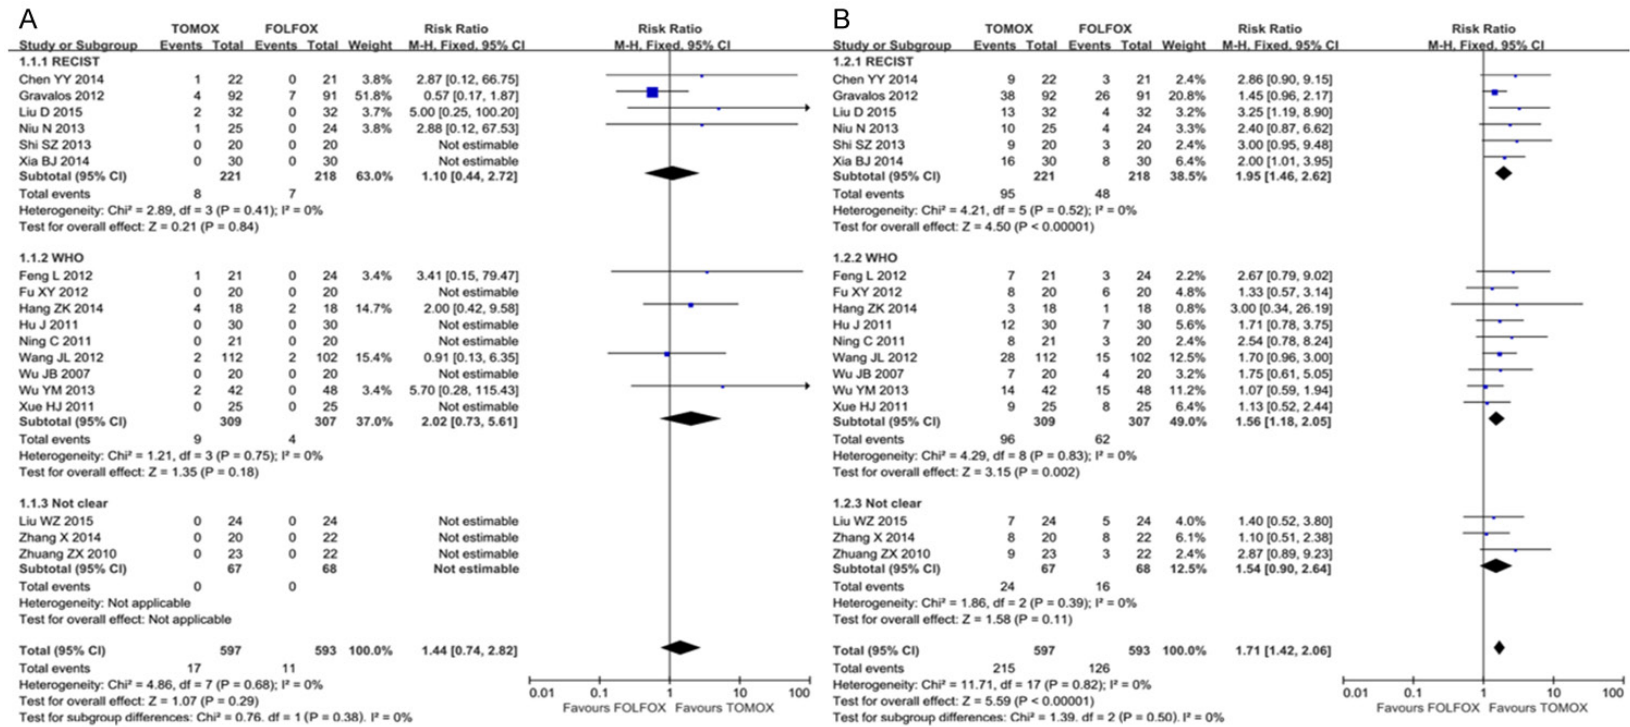 A
TOMOX FOLFOX Risk Ratio Risk Ratio
Study or Subgroup Events Total Events Total Weight M-H, Fixed, 95% CI M-H, Fixed, 95% CI
1.1.1 RECIST
Chen YY 2014 1 22 0 21 3.8% 2.87 [0.12, 66.75]
Gravalos 2012 4 92 7 91 51.8% 0.57 [0.17, 1.87]
Liu D 2015 2 32 0 32 3.7% 5.00 [0.25, 100.20]
Niu N 2013 1 25 0 24 3.8% 2.88 [0.12, 67.53]
Shi SZ 2013 0 20 0 20 Not estimable
Xia BJ 2014 0 30 0 30 Not estimable
Subtotal (95% CI) 221 218 63.0% 1.10 [0.44, 2.72]
Total events 8 7
Heterogeneity: Chi² = 2.89, df = 3 (P = 0.41); I² = 0%
Test for overall effect: Z = 0.21 (P = 0.84)
1.1.2 WHO
Feng L 2012 1 21 0 24 3.4% 3.41 [0.15, 79.47]
Fu XY 2012 0 20 0 20 Not estimable
Hang ZK 2014 4 18 2 18 14.7% 2.00 [0.42, 9.58]
Hu J 2011 0 30 0 30 Not estimable
Ning C 2011 0 21 0 20 Not estimable
Wang JL 2012 2 112 2 102 15.4% 0.91 [0.13, 6.35]
Wu JB 2007 0 20 0 20 Not estimable
Wu YM 2013 2 42 0 48 3.4% 5.70 [0.28, 115.43]
Xue HJ 2011 0 25 0 25 Not estimable
Subtotal (95% CI) 309 307 37.0% 2.02 [0.73, 5.61]
Total events 9 4
Heterogeneity: Chi² = 1.21, df = 3 (P = 0.75); I² = 0%
Test for overall effect: Z = 1.35 (P = 0.18)
1.1.3 Not clear
Liu WZ 2015 0 24 0 24 Not estimable
Zhang X 2014 0 20 0 22 Not estimable
Zhuang ZX 2010 0 23 0 22 Not estimable
Subtotal (95% CI) 67 68 Not estimable
Total events 0 0
Heterogeneity: Not applicable
Test for overall effect: Not applicable
Total (95% CI) 597 593 100.0% 1.44 [0.74, 2.82]
Total events 17 11
Heterogeneity: Chi² = 4.86, df = 7 (P = 0.68); I² = 0%
Test for overall effect: Z = 1.07 (P = 0.29)
Test for subgroup differences: Chi² = 0.76. df = 1 (P = 0.38). I² = 0%
0.01 0.1 1 10 100
Favours FOLFOX Favours TOMOX
B
TOMOX FOLFOX Risk Ratio Risk Ratio
Study or Subgroup Events Total Events Total Weight M-H, Fixed, 95% CI M-H, Fixed, 95% CI
1.2.1 RECIST
Chen YY 2014 9 22 3 21 2.4% 2.86 [0.90, 9.15]
Gravalos 2012 38 92 26 91 20.8% 1.45 [0.96, 2.17]
Liu D 2015 13 32 4 32 3.2% 3.25 [1.19, 8.90]
Niu N 2013 10 25 4 24 3.3% 2.40 [0.87, 6.62]
Shi SZ 2013 9 20 3 20 2.4% 3.00 [0.95, 9.48]
Xia BJ 2014 16 30 8 30 6.4% 2.00 [1.01, 3.95]
Subtotal (95% CI) 221 218 38.5% 1.95 [1.46, 2.62]
Total events 95 48
Heterogeneity: Chi² = 4.21, df = 5 (P = 0.52); I² = 0%
Test for overall effect: Z = 4.50 (P < 0.00001)
1.2.2 WHO
Feng L 2012 7 21 3 24 2.2% 2.67 [0.79, 9.02]
Fu XY 2012 8 20 6 20 4.8% 1.33 [0.57, 3.14]
Hang ZK 2014 3 18 1 18 0.8% 3.00 [0.34, 26.19]
Hu J 2011 12 30 7 30 5.6% 1.71 [0.78, 3.75]
Ning C 2011 8 21 3 20 2.5% 2.54 [0.78, 8.24]
Wang JL 2012 28 112 15 102 12.5% 1.70 [0.96, 3.00]
Wu JB 2007 7 20 4 20 3.2% 1.75 [0.61, 5.05]
Wu YM 2013 14 42 15 48 11.2% 1.07 [0.59, 1.94]
Xue HJ 2011 9 25 8 25 6.4% 1.13 [0.52, 2.44]
Subtotal (95% CI) 309 307 49.0% 1.56 [1.18, 2.05]
Total events 96 62
Heterogeneity: Chi² = 4.29, df = 8 (P = 0.83); I² = 0%
Test for overall effect: Z = 3.15 (P = 0.002)
1.2.3 Not clear
Liu WZ 2015 7 24 5 24 4.0% 1.40 [0.52, 3.80]
Zhang X 2014 8 20 8 22 6.1% 1.10 [0.51, 2.38]
Zhuang ZX 2010 9 23 3 22 2.4% 2.87 [0.89, 9.23]
Subtotal (95% CI) 67 68 12.5% 1.54 [0.90, 2.64]
Total events 24 16
Heterogeneity: Chi² = 1.86, df = 2 (P = 0.39); I² = 0%
Test for overall effect: Z = 1.58 (P = 0.11)
Total (95% CI) 597 593 100.0% 1.71 [1.42, 2.06]
Total events 215 126
Heterogeneity: Chi² = 11.71, df = 17 (P = 0.82); I² = 0%
Test for overall effect: Z = 5.59 (P < 0.00001)
Test for subgroup differences: Chi² = 1.39. df = 2 (P = 0.50). I² = 0%
0.01 0.1 1 10 100
Favours FOLFOX Favours TOMOX